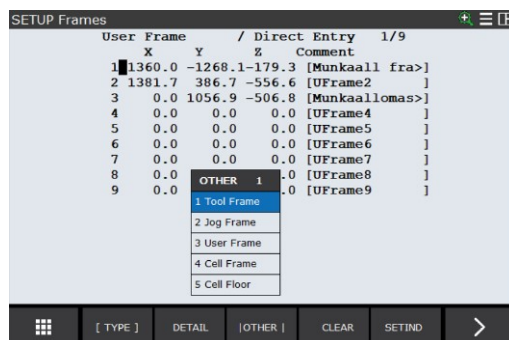 SETUP Frames
User Frame / Direct Entry 1/9
X Y Z Comment
1 1360.0 -1268.1-179.3 [Munkaall fra>]
2 1381.7 386.7 -556.6 [UFrame2 ]
3 0.0 1056.9 -506.8 [Munkaallomas>]
4 0.0 0.0 0.0 [UFrame4 ]
5 0.0 0.0 0.0 [UFrame5 ]
6 0.0 0.0 0.0 [UFrame6 ]
7 0.0 0.0 0.0 [UFrame7 ]
8 0.0 .0 [UFrame8 ]
9 0.0 .0 [UFrame9 ]
OTHER 1
1 Tool Frame
2 Jog Frame
3 User Frame
4 Cell Frame
5 Cell Floor
[ TYPE ] DETAIL |OTHER | CLEAR SETIND >